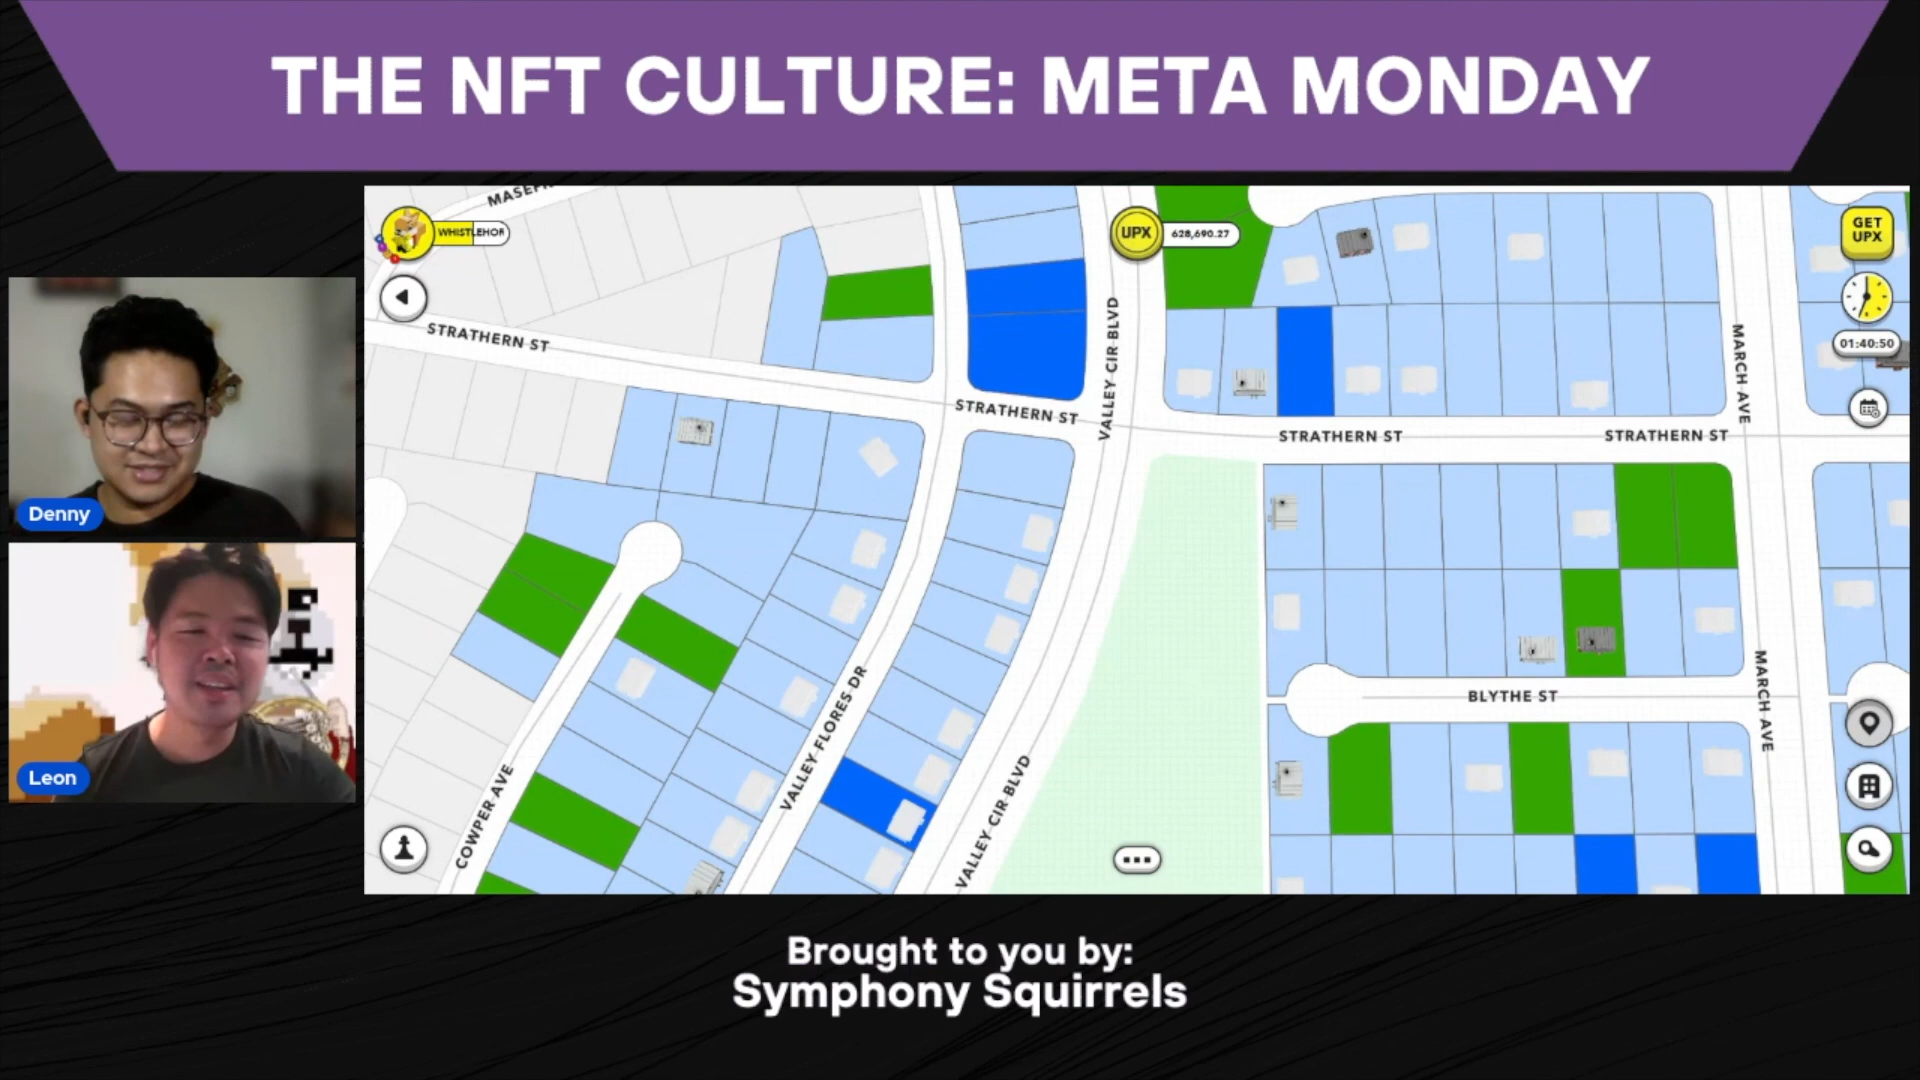 THE NFT CULTURE: META MONDAY
WHISTLEHOR
UPX
628,690.27
GET
UPX
01:40:50
STRATHERN ST
STRATHERN ST
STRATHERN ST
STRATHERN ST
VALLEY CIR BLVD
MARCH AVE
Denny
BLYTHE ST
MARCH AVE
VALLEY FLORES DR
VALLEY CIR BLVD
COWPER AVE
Leon
Brought to you by:
Symphony Squirrels